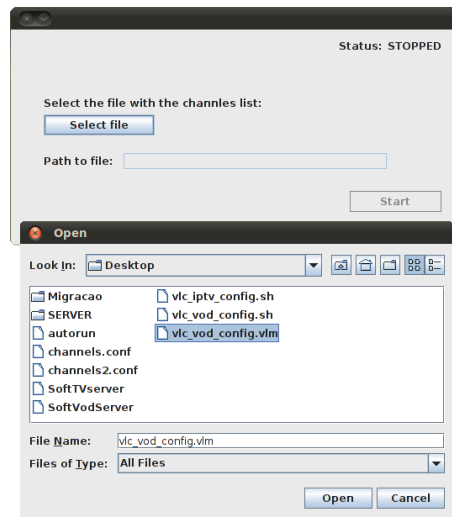 Status: STOPPED
Select the file with the channles list:
Select file
Path to file:
Start
Open
Look In: Desktop
Migracao vlc_iptv_config.sh
SERVER vlc_vod_config.sh
autorun vlc_vod_config.vlm
channels.conf
channels2.conf
SoftTVserver
SoftVodServer
File Name: vlc_vod_config.vlm
Files of Type: All Files
Open Cancel